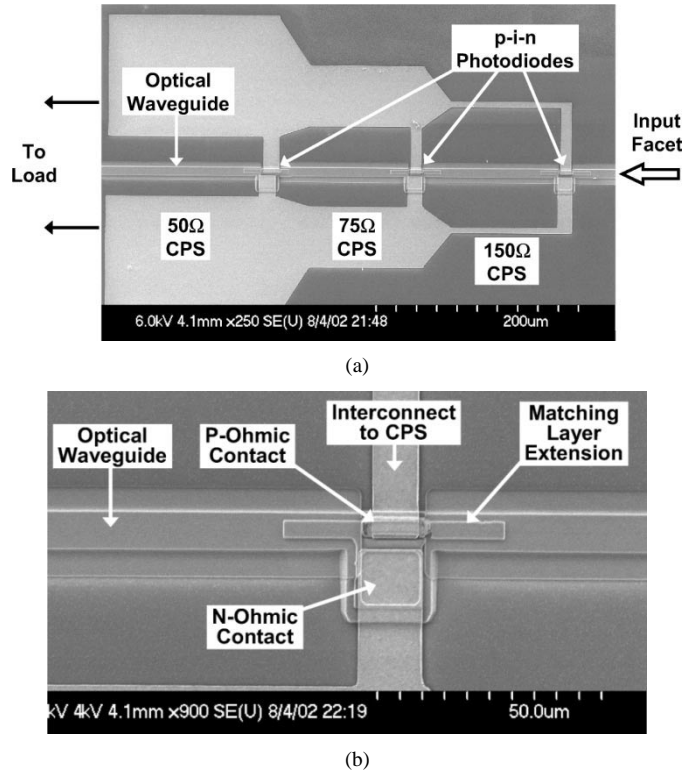 p-i-n
Photodiodes
Optical
Waveguide
To
Load
Input
Facet
50Ω
CPS
75Ω
CPS
150Ω
CPS
6.0kV 4.1mm x250 SE(U) 8/4/02 21:48
200um
(a)
Optical
Waveguide
P-Ohmic
Contact
Interconnect
to CPS
Matching
Layer
Extension
N-Ohmic
Contact
kV 4kV 4.1mm x900 SE(U) 8/4/02 22:19
50.0um
(b)